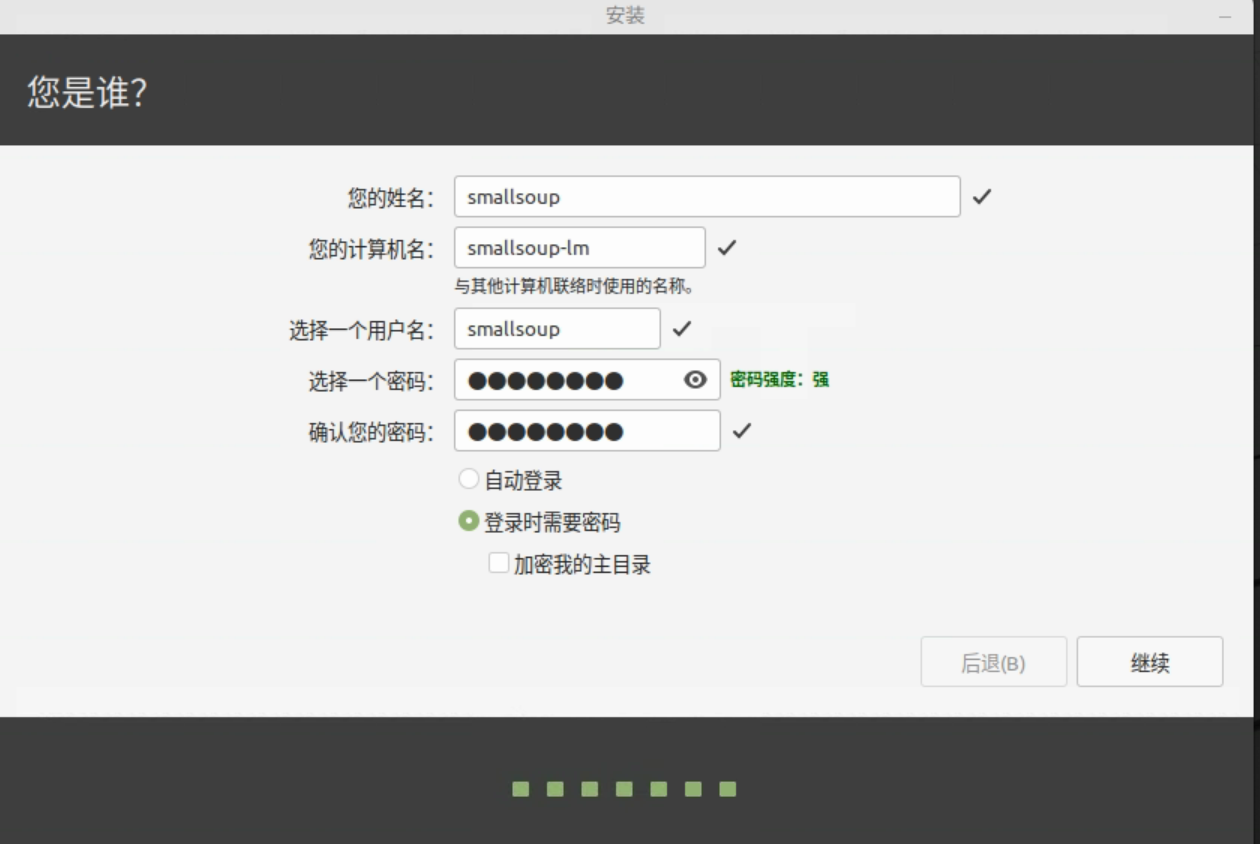 安装
您是谁？
您的姓名： smallsoup
您的计算机名： smallsoup-lm
与其他计算机联络时使用的名称。
选择一个用户名： smallsoup
选择一个密码： ●●●●●●●● 密码强度：强
确认您的密码： ●●●●●●●●
自动登录
登录时需要密码
加密我的主目录
后退(B) 继续